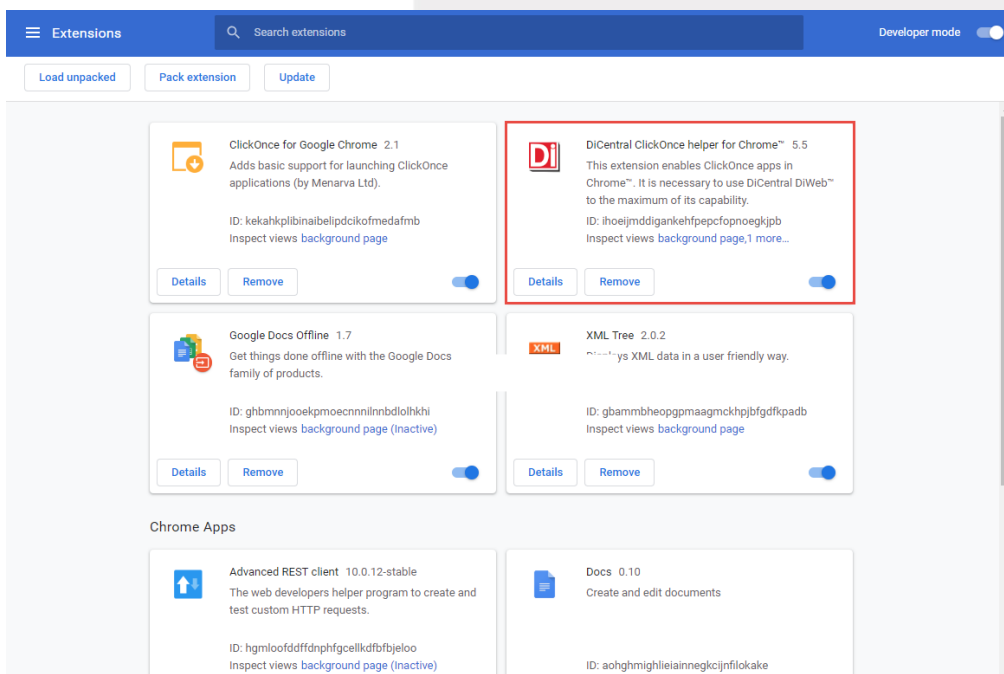 Extensions
Search extensions
Developer mode
Load unpacked
Pack extension
Update
ClickOnce for Google Chrome 2.1
Adds basic support for launching ClickOnce
applications (by Menarva Ltd).
ID: kekahkplibinaibelipdcikofmedafmb
Inspect views background page
Details
Remove
Di
DiCentral ClickOnce helper for Chrome™ 5.5
This extension enables ClickOnce apps in
Chrome™. It is necessary to use DiCentral DiWeb™
to the maximum of its capability.
ID: ihoeijmddigankehfpepcfopnoegkjpb
Inspect views background page,1 more...
Details
Remove
Google Docs Offline 1.7
Get things done offline with the Google Docs
family of products.
ID: ghbmnnjooekpmoecnnnilnnbdlolhkhi
Inspect views background page (Inactive)
Details
Remove
XML
XML Tree 2.0.2
XML data in a user friendly way.
ID: gbammbheopgpmaagmckhpjbfgdfkpadb
Inspect views background page
Details
Remove
Chrome Apps
Advanced REST client 10.0.12-stable
The web developers helper program to create and
test custom HTTP requests.
ID: hgmloofddffdnphfgcellkdfbfbjeloo
Inspect views background page (Inactive)
Docs 0.10
Create and edit documents
ID: aohghmighlieiainnegkcijnfilokake